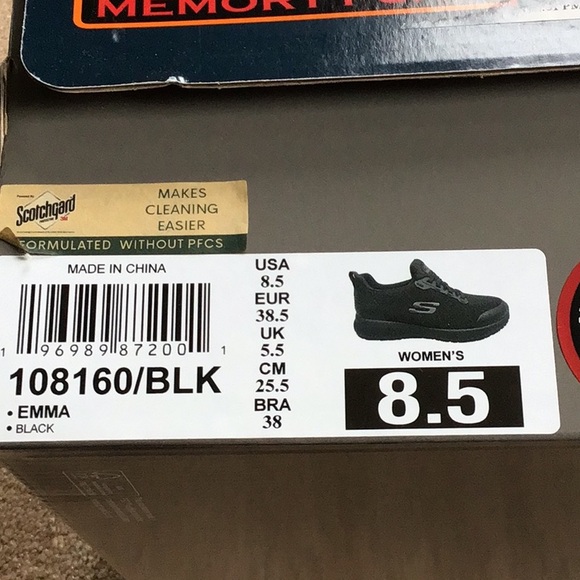 MEMORY
Scotchgard
MAKES
CLEANING
EASIER
FORMULATED WITHOUT PFCS
MADE IN CHINA
1 96989 87200 1
108160/BLK
• EMMA
• BLACK
USA
8.5
EUR
38.5
UK
5.5
CM
25.5
BRA
38
S
WOMEN'S
8.5